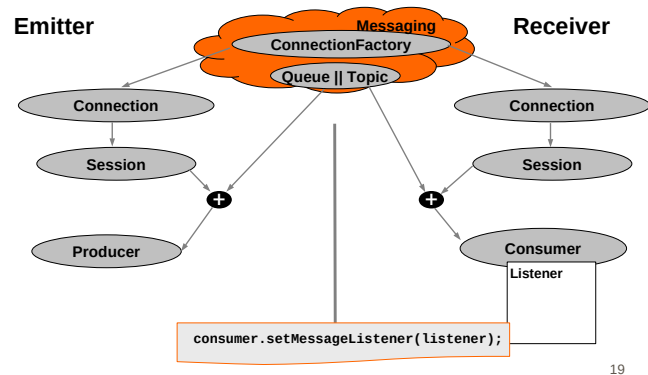 Emitter
Messaging
Receiver
ConnectionFactory
Queue || Topic
Connection
Connection
Session
Session
+
+
Producer
Consumer
Listener
consumer.setMessageListener(listener);
19